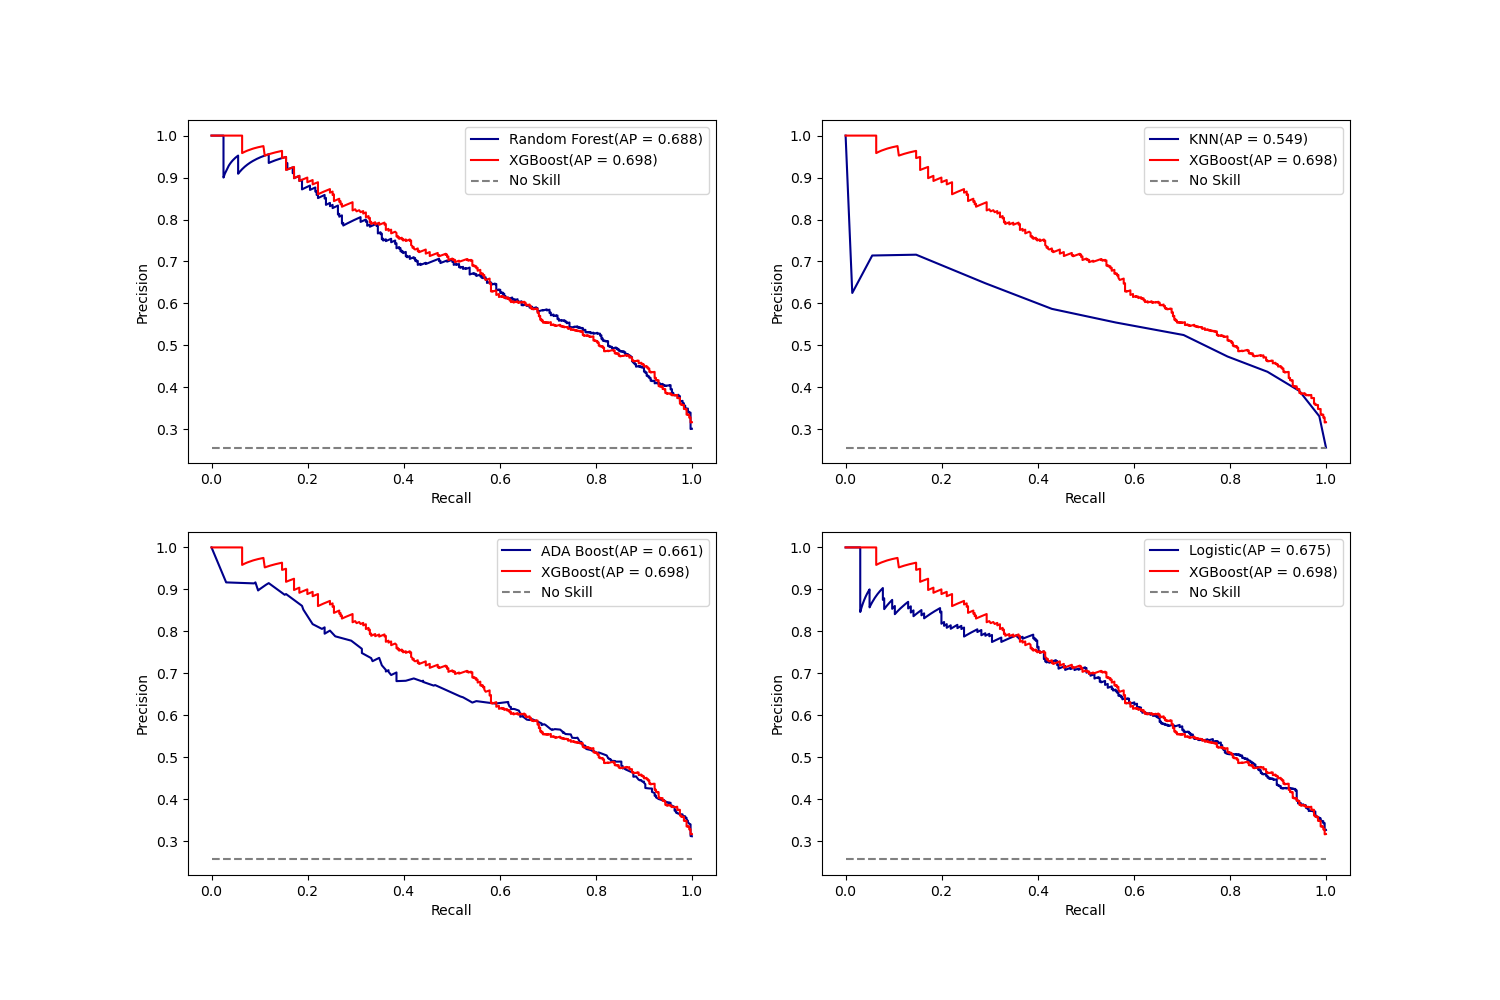 1.0
0.9
0.8
0.7
0.6
0.5
0.4
0.3
Precision
Random Forest(AP = 0.688)
XGBoost(AP = 0.698)
No Skill
0.0 0.2 0.4 0.6 0.8 1.0
Recall
1.0
0.9
0.8
0.7
0.6
0.5
0.4
0.3
Precision
KNN(AP = 0.549)
XGBoost(AP = 0.698)
No Skill
0.0 0.2 0.4 0.6 0.8 1.0
Recall
1.0
0.9
0.8
0.7
0.6
0.5
0.4
0.3
Precision
ADA Boost(AP = 0.661)
XGBoost(AP = 0.698)
No Skill
0.0 0.2 0.4 0.6 0.8 1.0
Recall
1.0
0.9
0.8
0.7
0.6
0.5
0.4
0.3
Precision
Logistic(AP = 0.675)
XGBoost(AP = 0.698)
No Skill
0.0 0.2 0.4 0.6 0.8 1.0
Recall